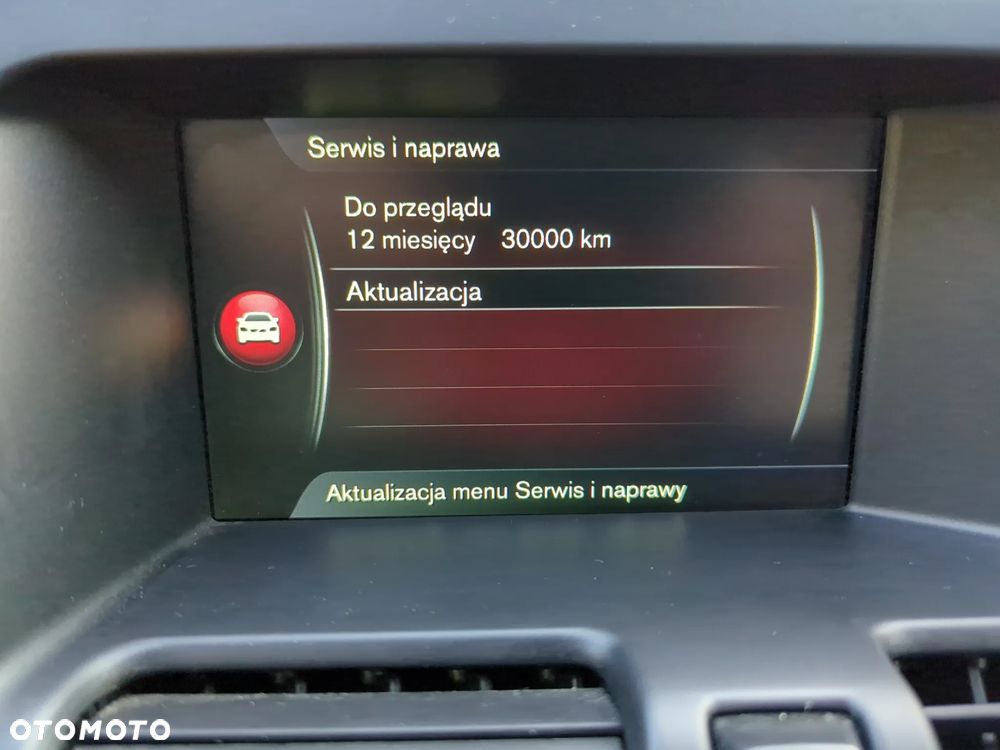 Serwis i naprawa
Do przeglądu
12 miesięcy 30000 km
Aktualizacja
Aktualizacja menu Serwis i naprawy
OTOMOTO